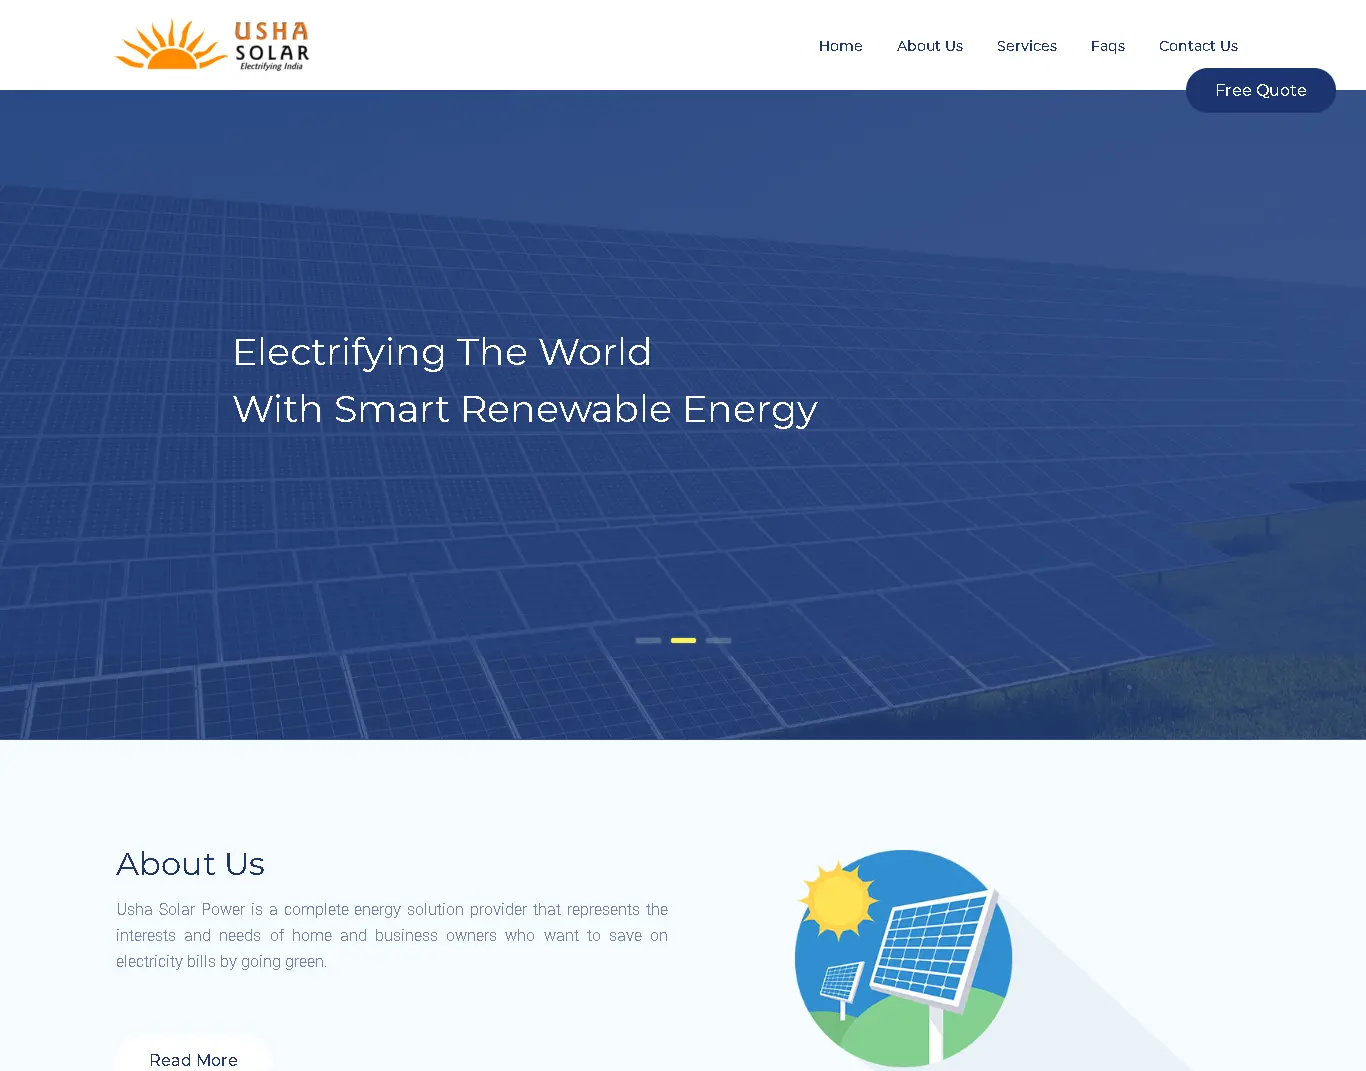 USHA
SOLAR
Electrifying India
Home
About Us
Services
Faqs
Contact Us
Free Quote
Electrifying The World
With Smart Renewable Energy
About Us
Usha Solar Power is a complete energy solution provider that represents the
interests and needs of home and business owners who want to save on
electricity bills by going green.
Read More